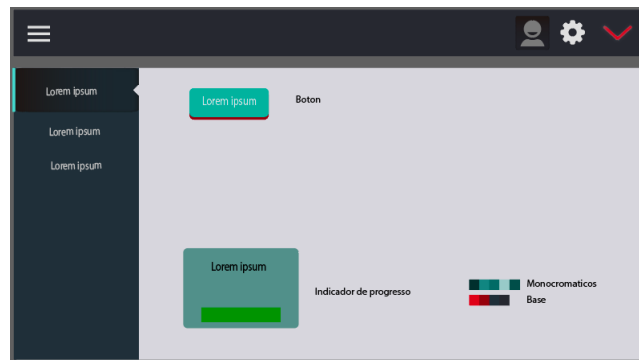 Lorem ipsum
Lorem ipsum
Lorem ipsum
Lorem ipsum
Boton
Lorem ipsum
Indicador de progresso
Monocromaticos
Base